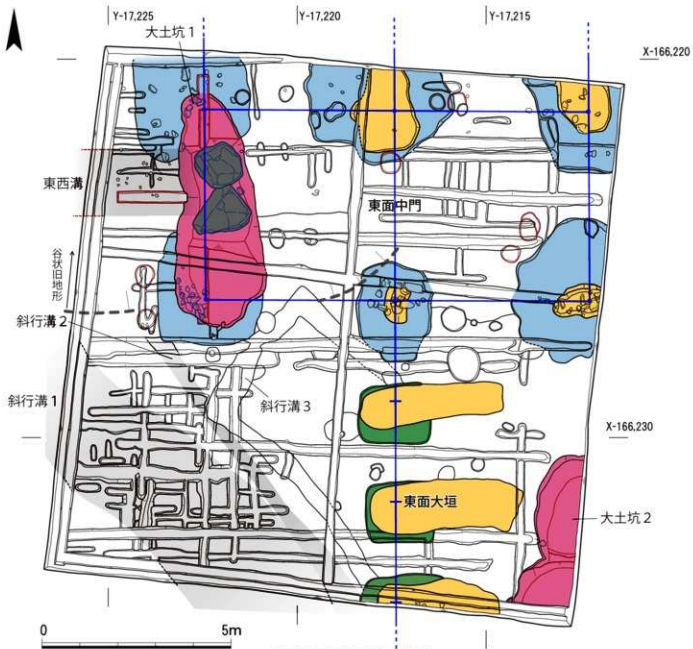 Y-17,225
Y-17,220
Y-17,215
大土坑1
X-166,220
東西溝
東面中門
谷状旧地形
斜行溝2
斜行溝1
斜行溝3
X-166,230
東面大垣
大土坑2
0
5m